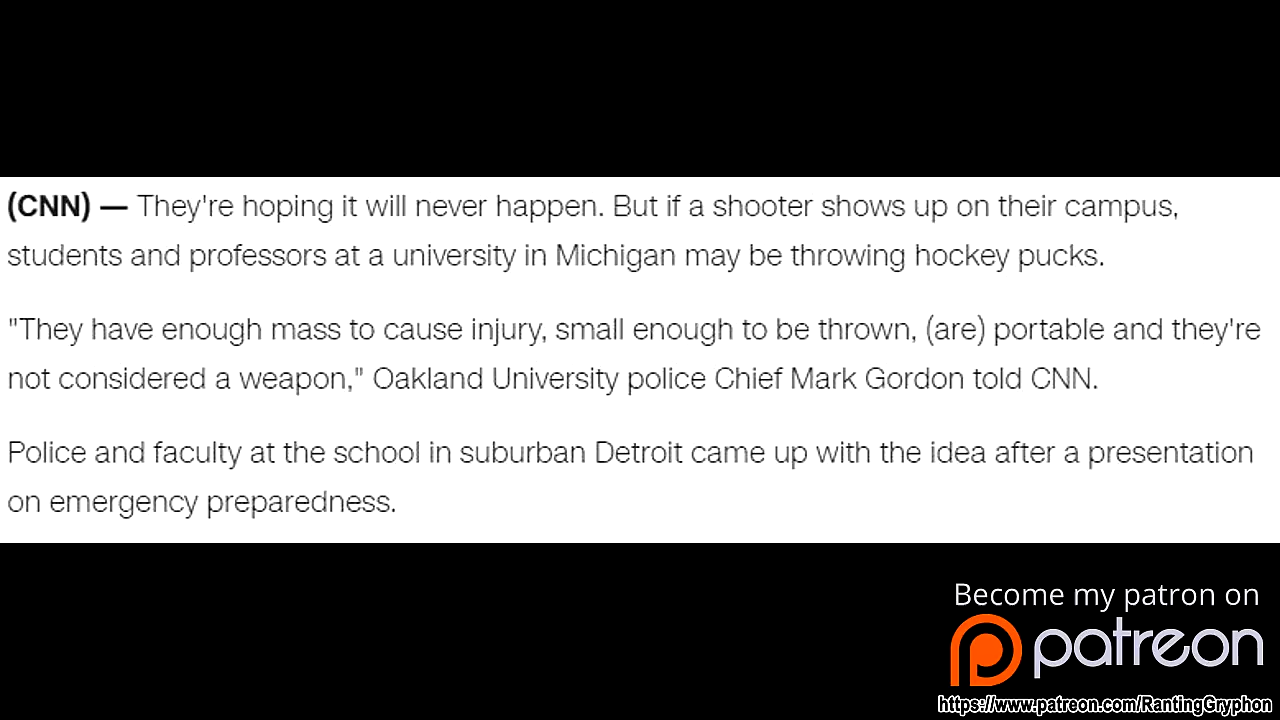 (CNN) — They're hoping it will never happen. But if a shooter shows up on their campus,
students and professors at a university in Michigan may be throwing hockey pucks.
"They have enough mass to cause injury, small enough to be thrown, (are) portable and they're
not considered a weapon," Oakland University police Chief Mark Gordon told CNN.
Police and faculty at the school in suburban Detroit came up with the idea after a presentation
on emergency preparedness.
Become my patron on
patreon
https://www.patreon.com/RantingGryphon